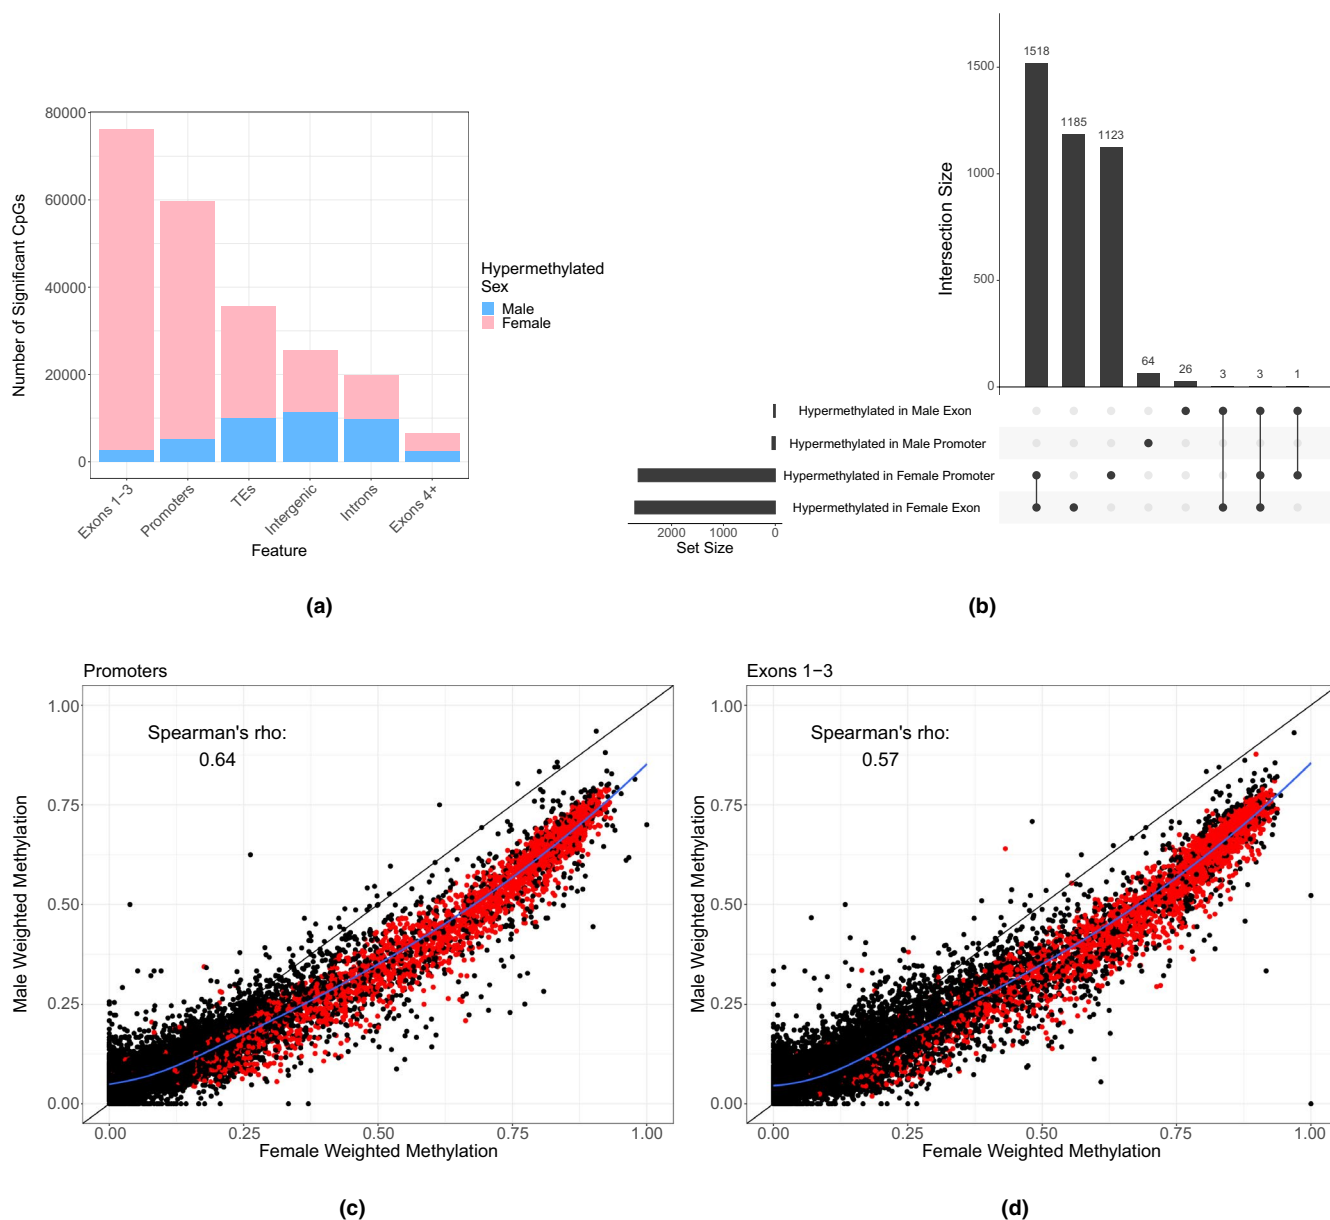 80000
60000
40000
20000
0
Number of Significant CpGs
Exons 1−3
Promoters
TEs
Intergenic
Introns
Exons 4+
Feature
Hypermethylated
Sex
Male
Female
(a)
1500
1000
500
0
Intersection Size
1518
1185
1123
64
26
3
3
1
Hypermethylated in Male Exon
Hypermethylated in Male Promoter
Hypermethylated in Female Promoter
Hypermethylated in Female Exon
2000
1000
0
Set Size
(b)
Promoters
Spearman's rho:
0.64
1.00
0.75
0.50
0.25
0.00
Male Weighted Methylation
0.00
0.25
0.50
0.75
1.00
Female Weighted Methylation
(c)
Exons 1−3
Spearman's rho:
0.57
1.00
0.75
0.50
0.25
0.00
Male Weighted Methylation
0.00
0.25
0.50
0.75
1.00
Female Weighted Methylation
(d)